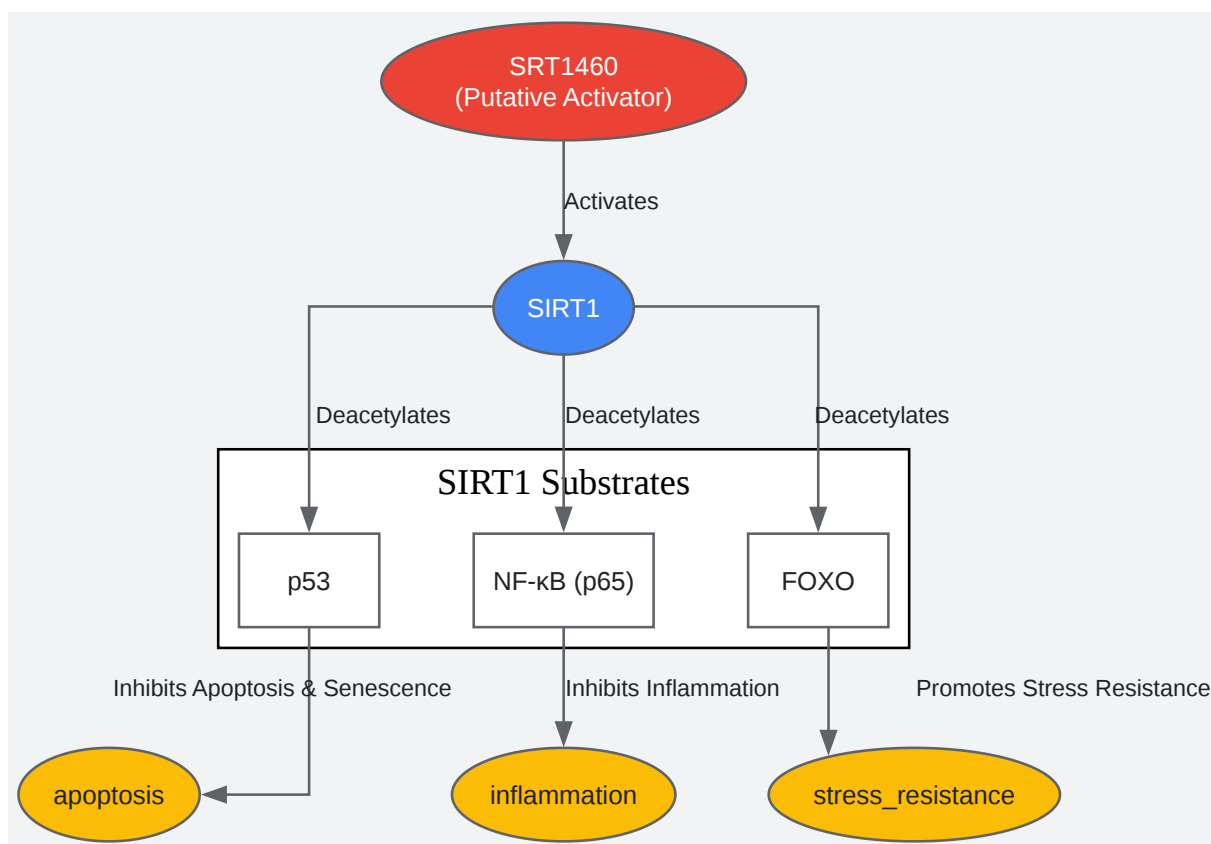 SRT1460
(Putative Activator)
Activates
SIRT1
Deacetylates
Deacetylates
Deacetylates
SIRT1 Substrates
p53
NF-κB (p65)
FOXO
Inhibits Apoptosis & Senescence
Inhibits Inflammation
Promotes Stress Resistance
apoptosis
inflammation
stress_resistance